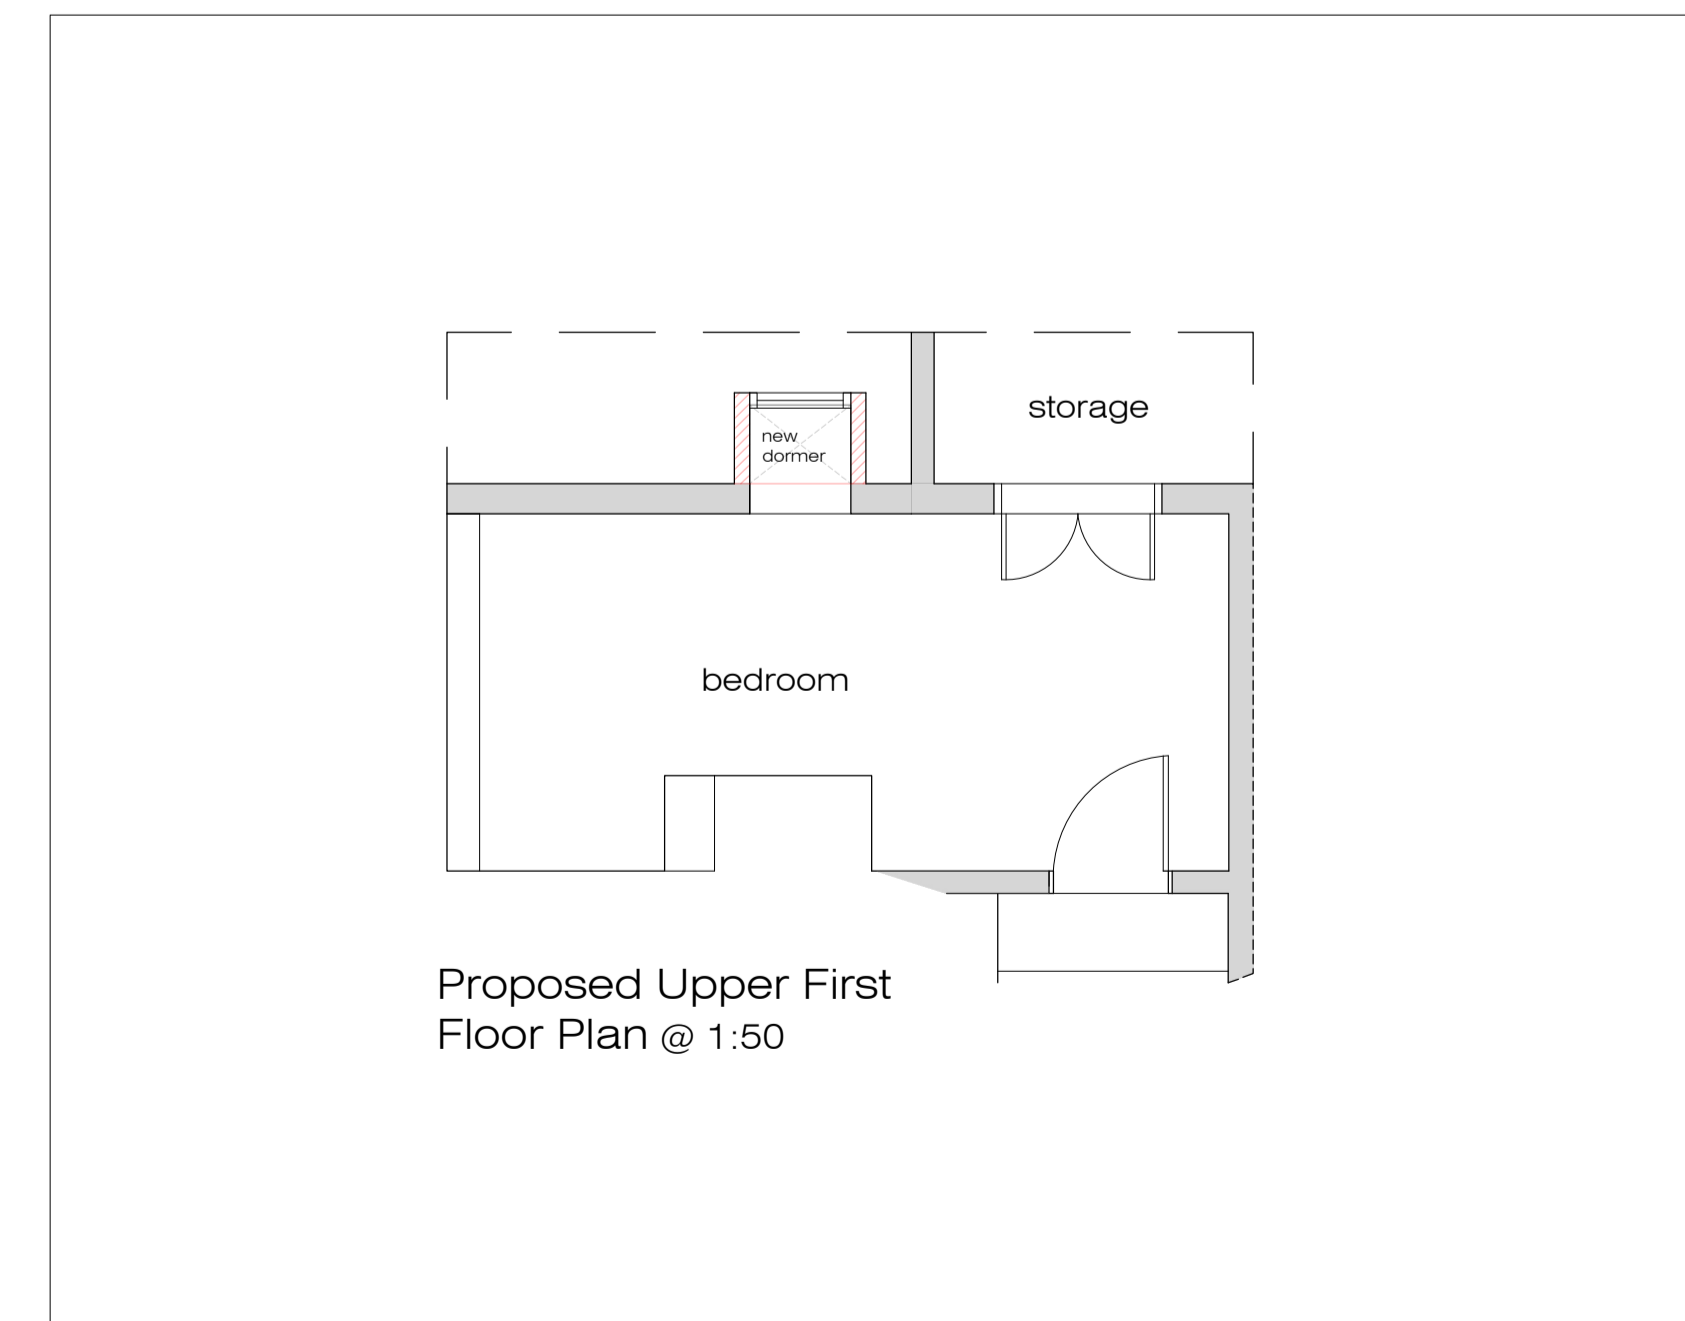 storage
new
dormer
bedroom
Proposed Upper First
Floor Plan @ 1:50